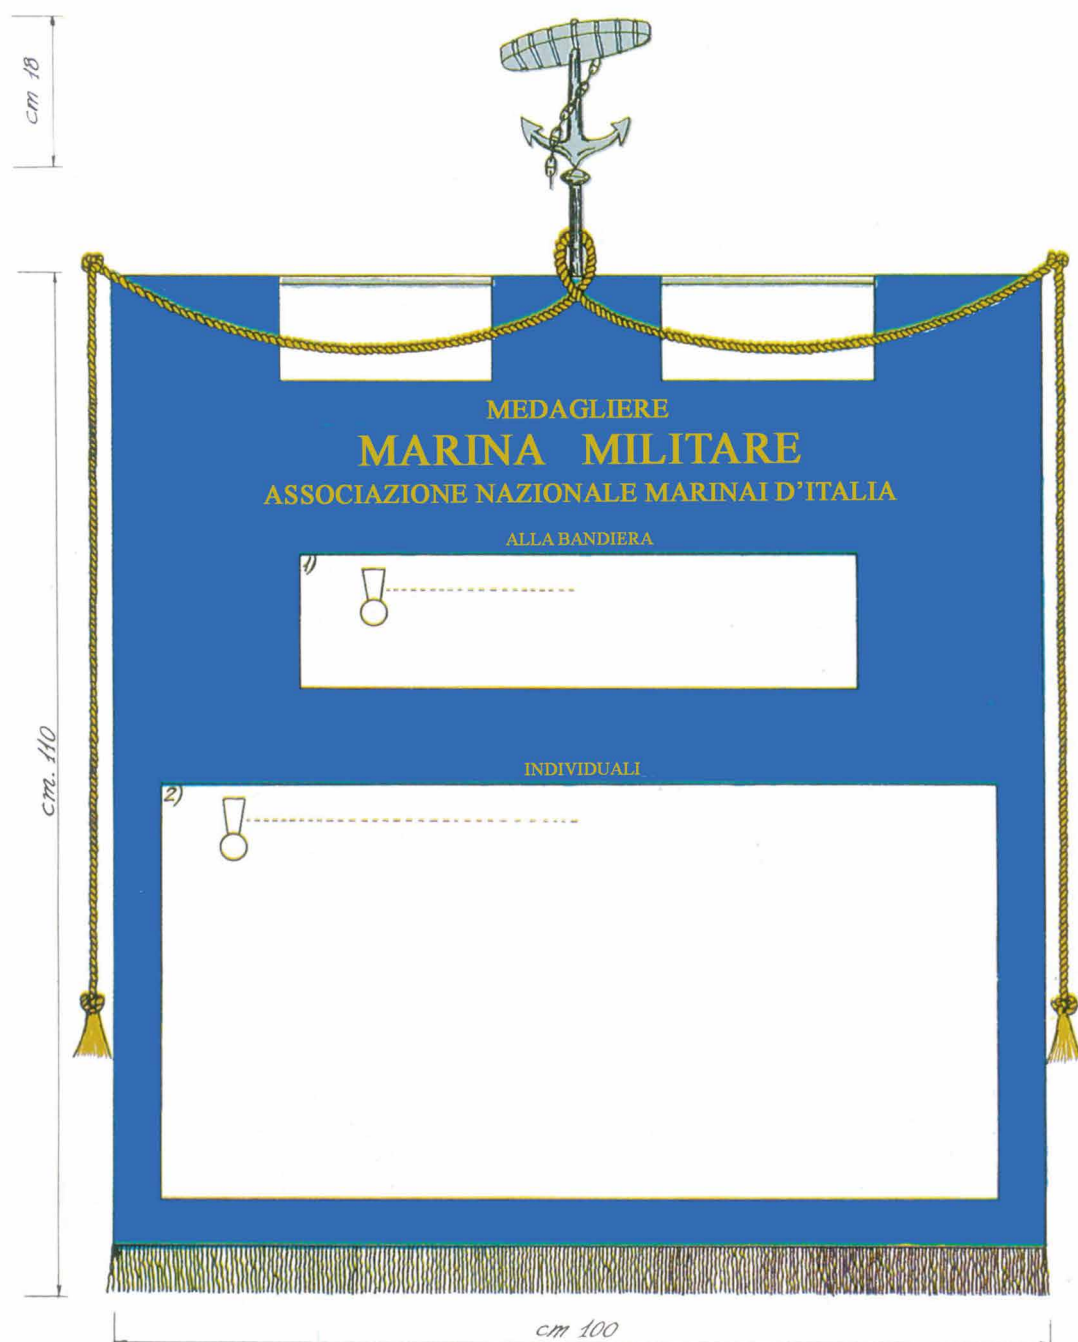 cm 18
MEDAGLIERE
MARINA MILITARE
ASSOCIAZIONE NAZIONALE MARINAI D'ITALIA
ALLA BANDIERA
1)
cm. 110
INDIVIDUALI
2)
cm 100